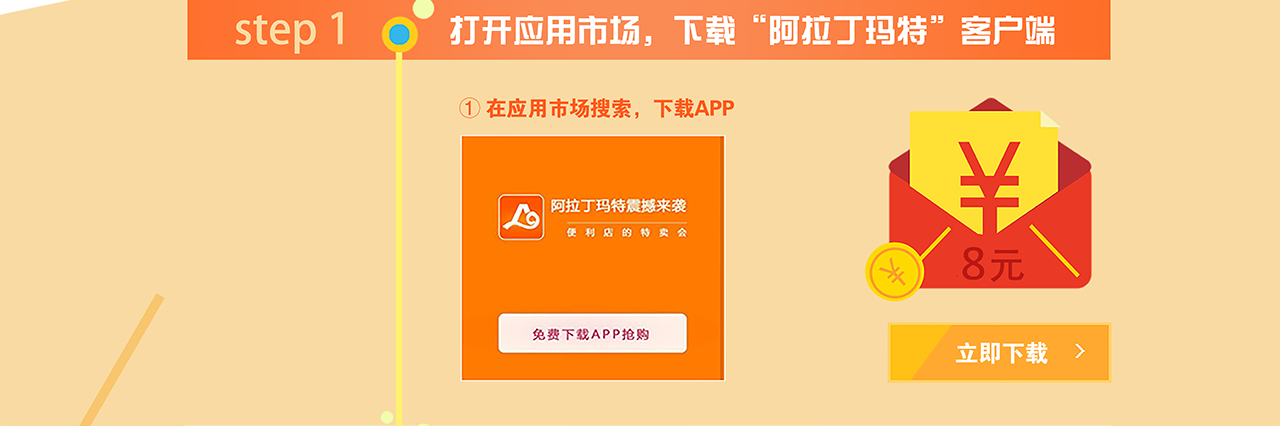 step 1
打开应用市场，下载“阿拉丁玛特”客户端
① 在应用市场搜索，下载APP
阿拉丁玛特震撼来袭
便利店的特卖会
免费下载APP抢购
¥
8元
¥
立即下载 >